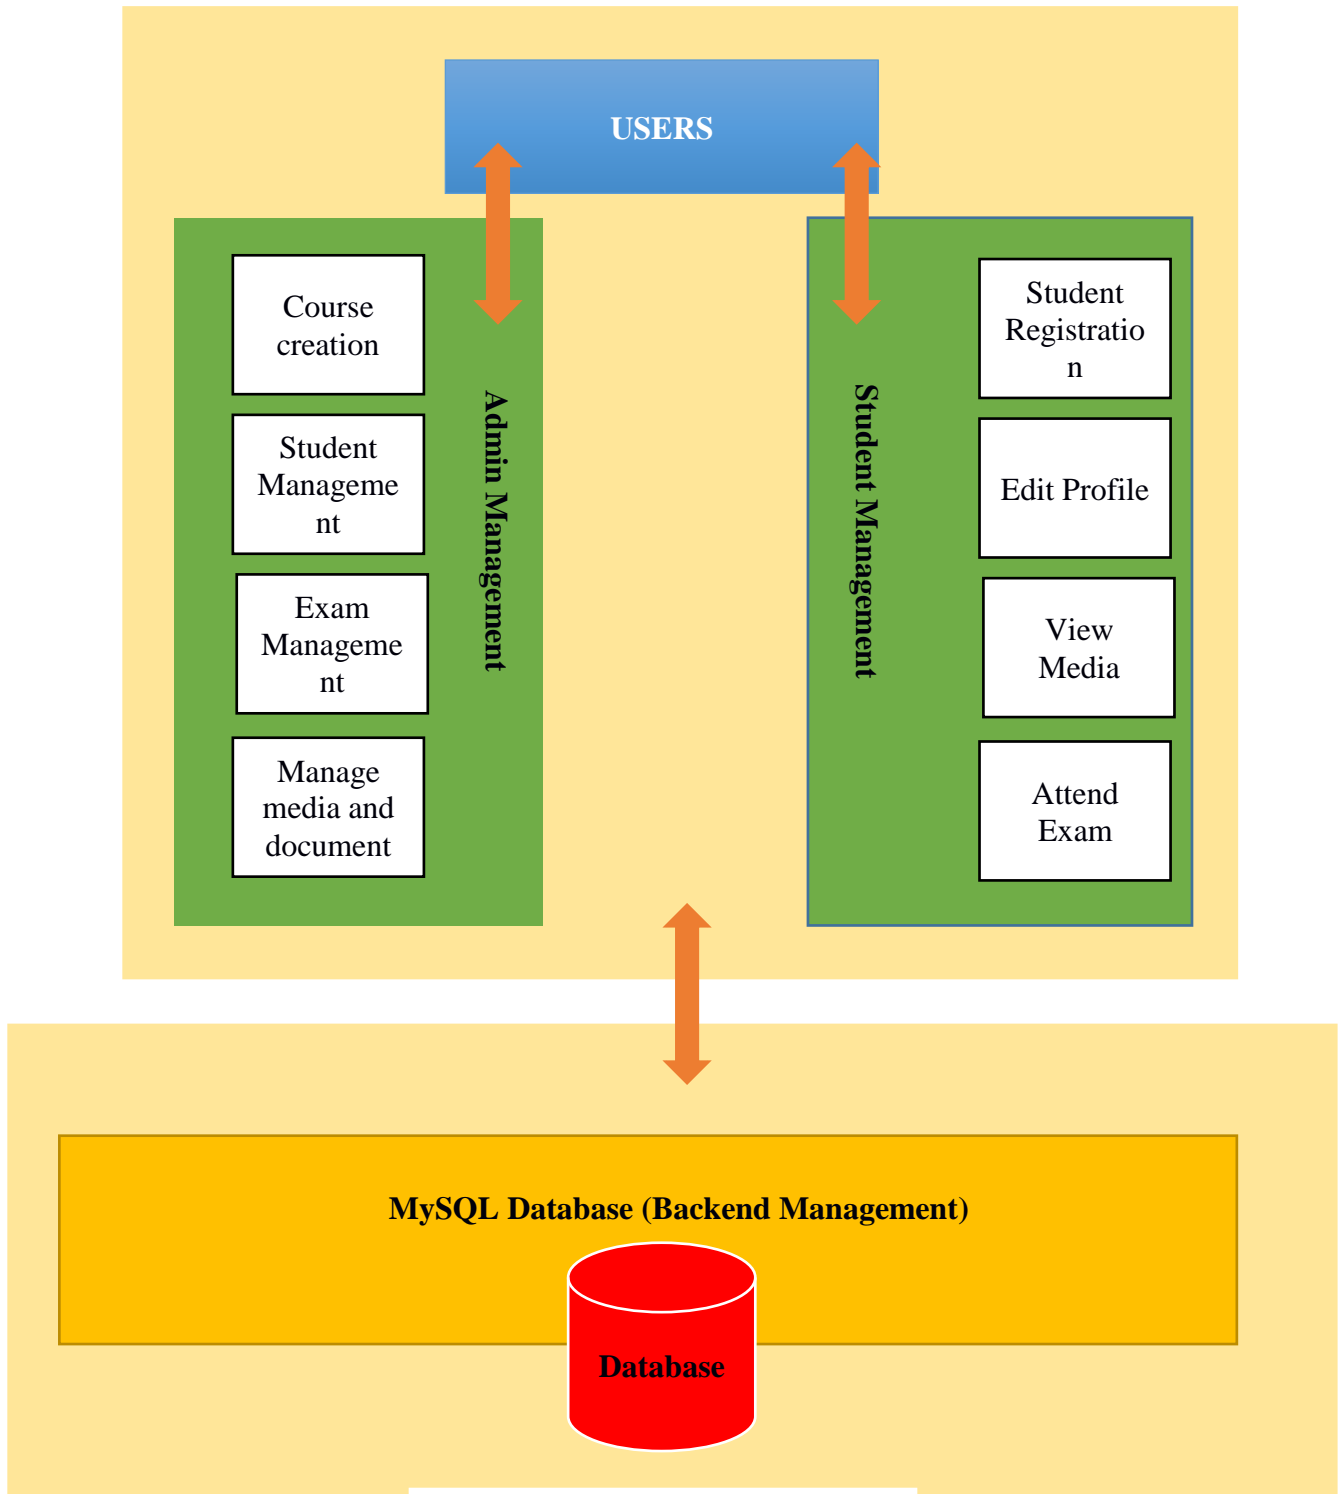 USERS
Course
creation
Student
Manageme
nt
Exam
Manageme
nt
Manage
media and
document
Admin Management
Student Management
Student
Registratio
n
Edit Profile
View
Media
Attend
Exam
MySQL Database (Backend Management)
Database